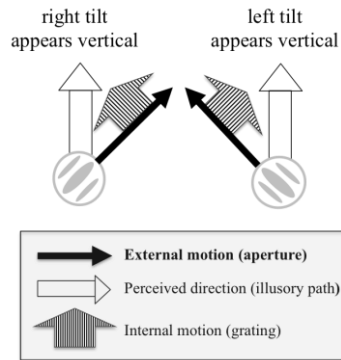 right tilt
appears vertical
left tilt
appears vertical
External motion (aperture)
Perceived direction (illusory path)
Internal motion (grating)